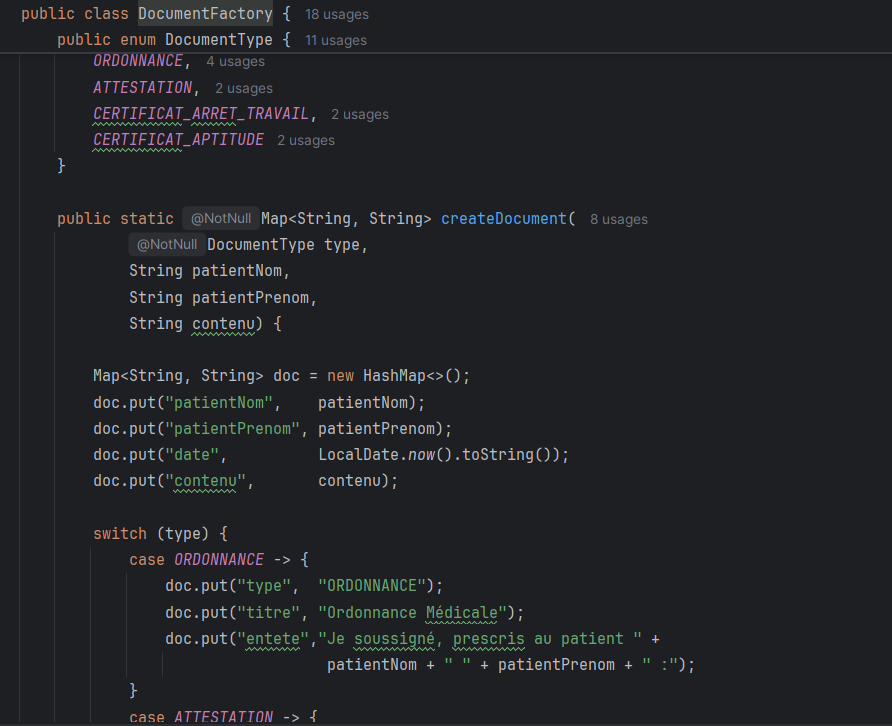 public class DocumentFactory { 18 usages
public enum DocumentType { 11 usages
ORDONNANCE, 4 usages
ATTESTATION, 2 usages
CERTIFICAT_ARRET_TRAVAIL, 2 usages
CERTIFICAT_APTITUDE 2 usages
}
public static @NotNull Map<String, String> createDocument( 8 usages
@NotNull DocumentType type,
String patientNom,
String patientPrenom,
String contenu) {
Map<String, String> doc = new HashMap<>();
doc.put("patientNom", patientNom);
doc.put("patientPrenom", patientPrenom);
doc.put("date", LocalDate.now().toString());
doc.put("contenu", contenu);
switch (type) {
case ORDONNANCE -> {
doc.put("type", "ORDONNANCE");
doc.put("titre", "Ordonnance Médicale");
doc.put("entete","Je soussigné, prescris au patient " +
patientNom + " " + patientPrenom + " :");
}
case ATTESTATION -> {